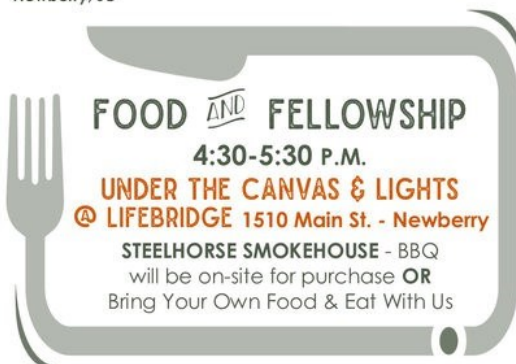 FOOD AND FELLOWSHIP
4:30-5:30 P.M.
UNDER THE CANVAS & LIGHTS
@ LIFEBRIDGE 1510 Main St. - Newberry
STEELHORSE SMOKEHOUSE - BBQ
will be on-site for purchase OR
Bring Your Own Food & Eat With Us